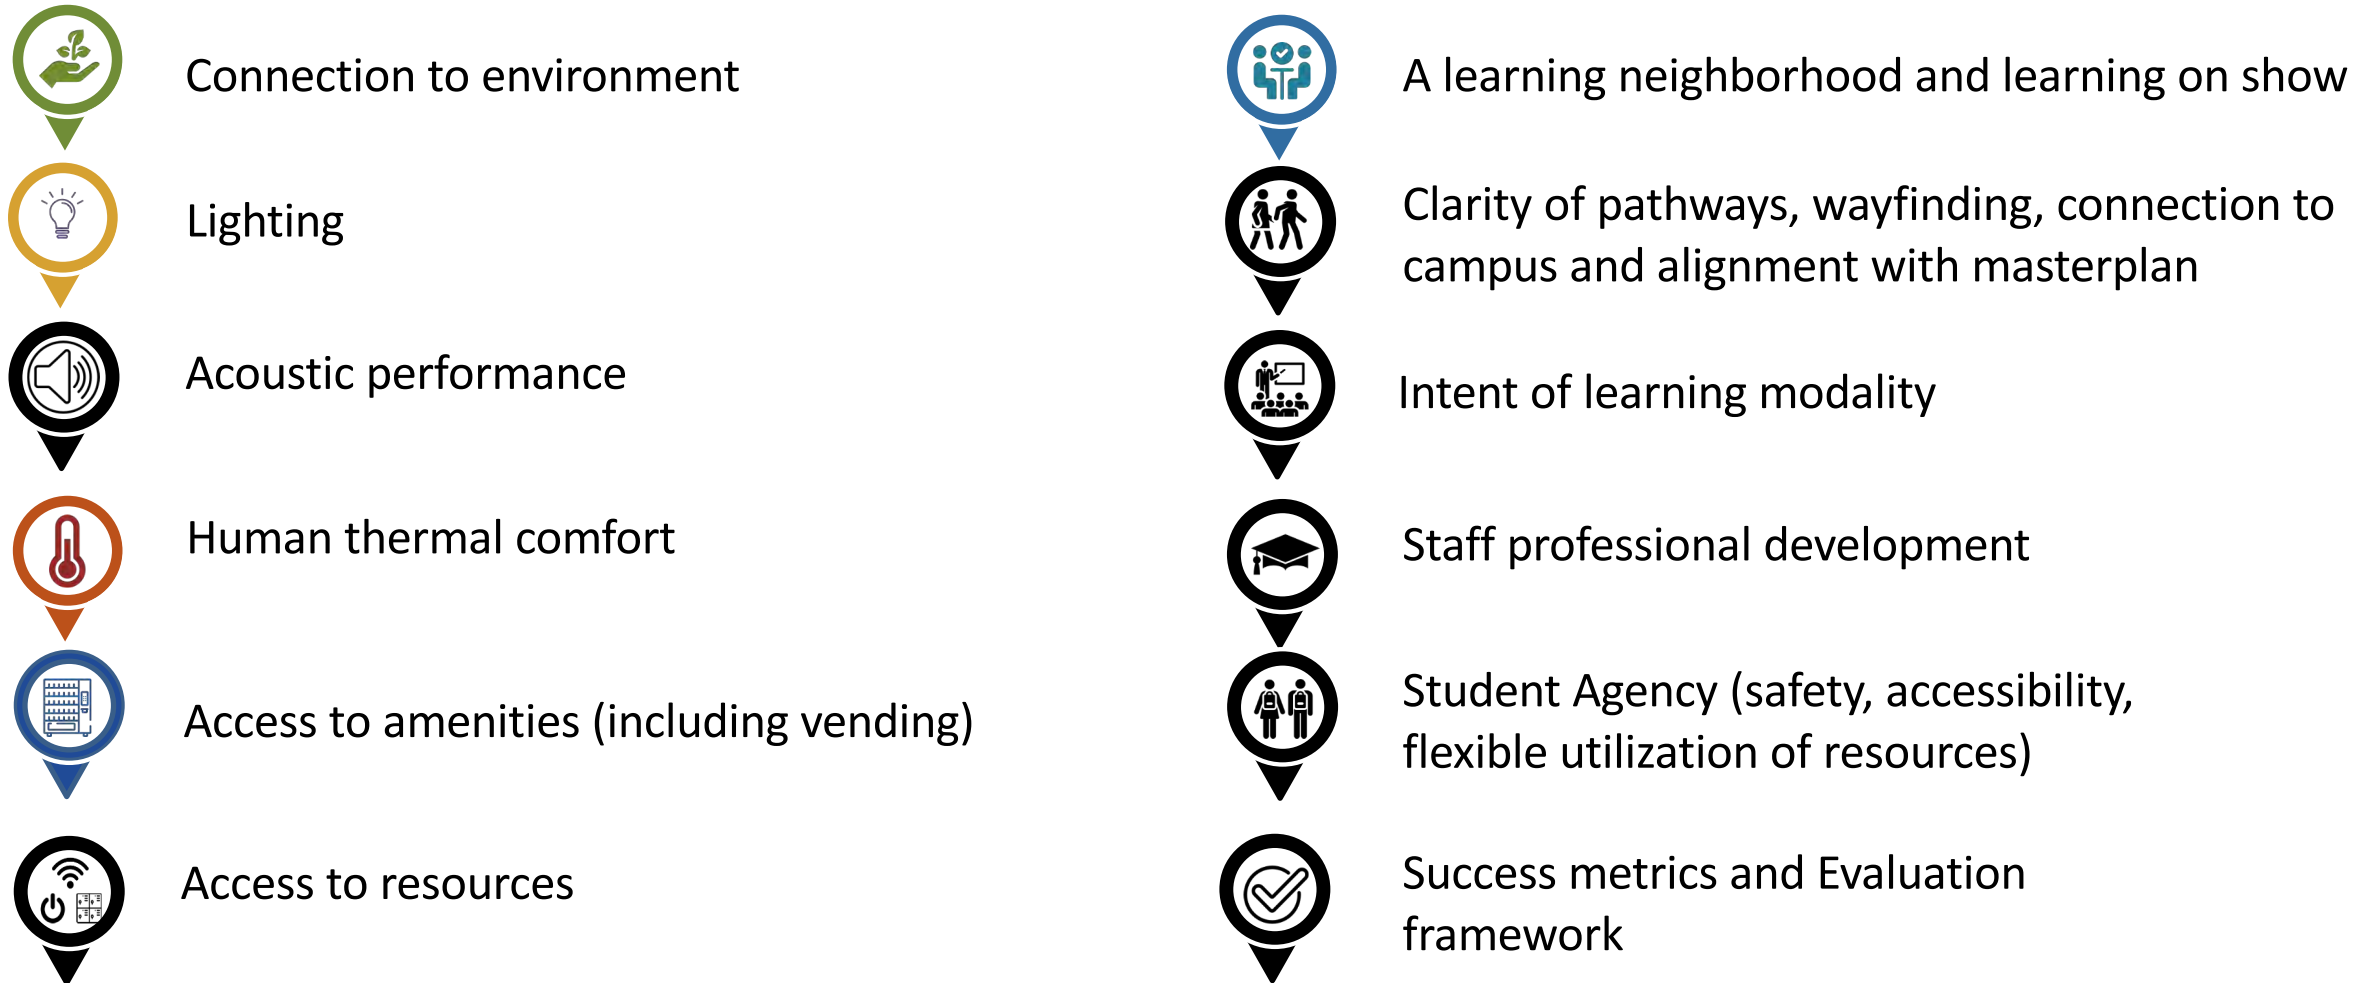 Connection to environment
Lighting
Acoustic performance
Human thermal comfort
Access to amenities (including vending)
Access to resources
A learning neighborhood and learning on show
Clarity of pathways, wayfinding, connection to
campus and alignment with masterplan
Intent of learning modality
Staff professional development
Student Agency (safety, accessibility,
flexible utilization of resources)
Success metrics and Evaluation
framework